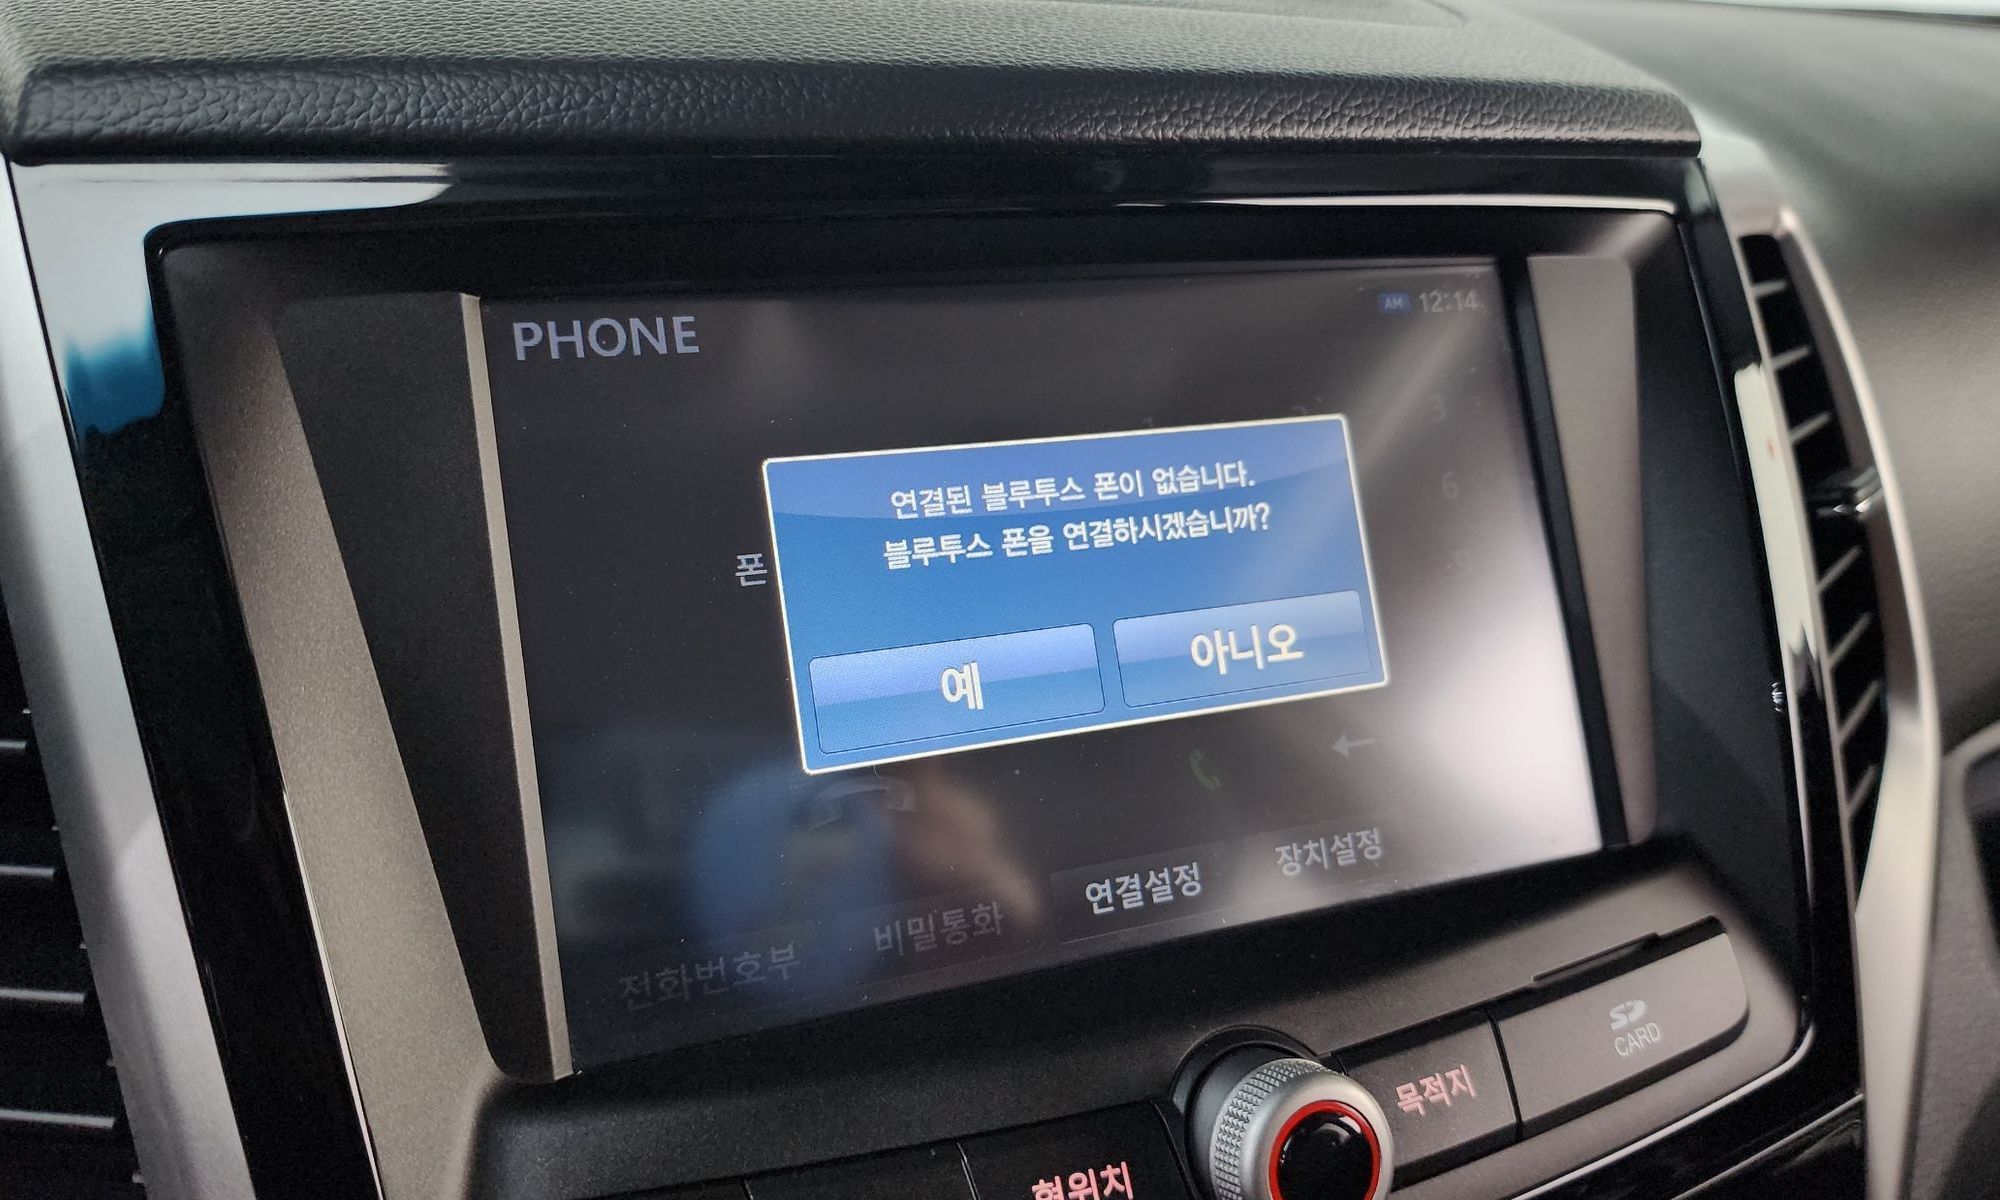 PHONE
AM 12:14
3
6
연결된 블루투스 폰이 없습니다.
블루투스 폰을 연결하시겠습니까?
폰
예
아니오
전화번호부
비밀통화
연결설정
장치설정
SD
CARD
목적지
현위치